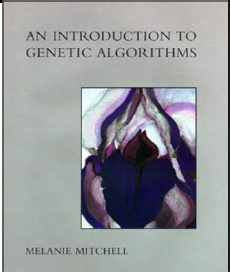 AN INTRODUCTION TO
GENETIC ALGORITHMS
MELANIE MITCHELL